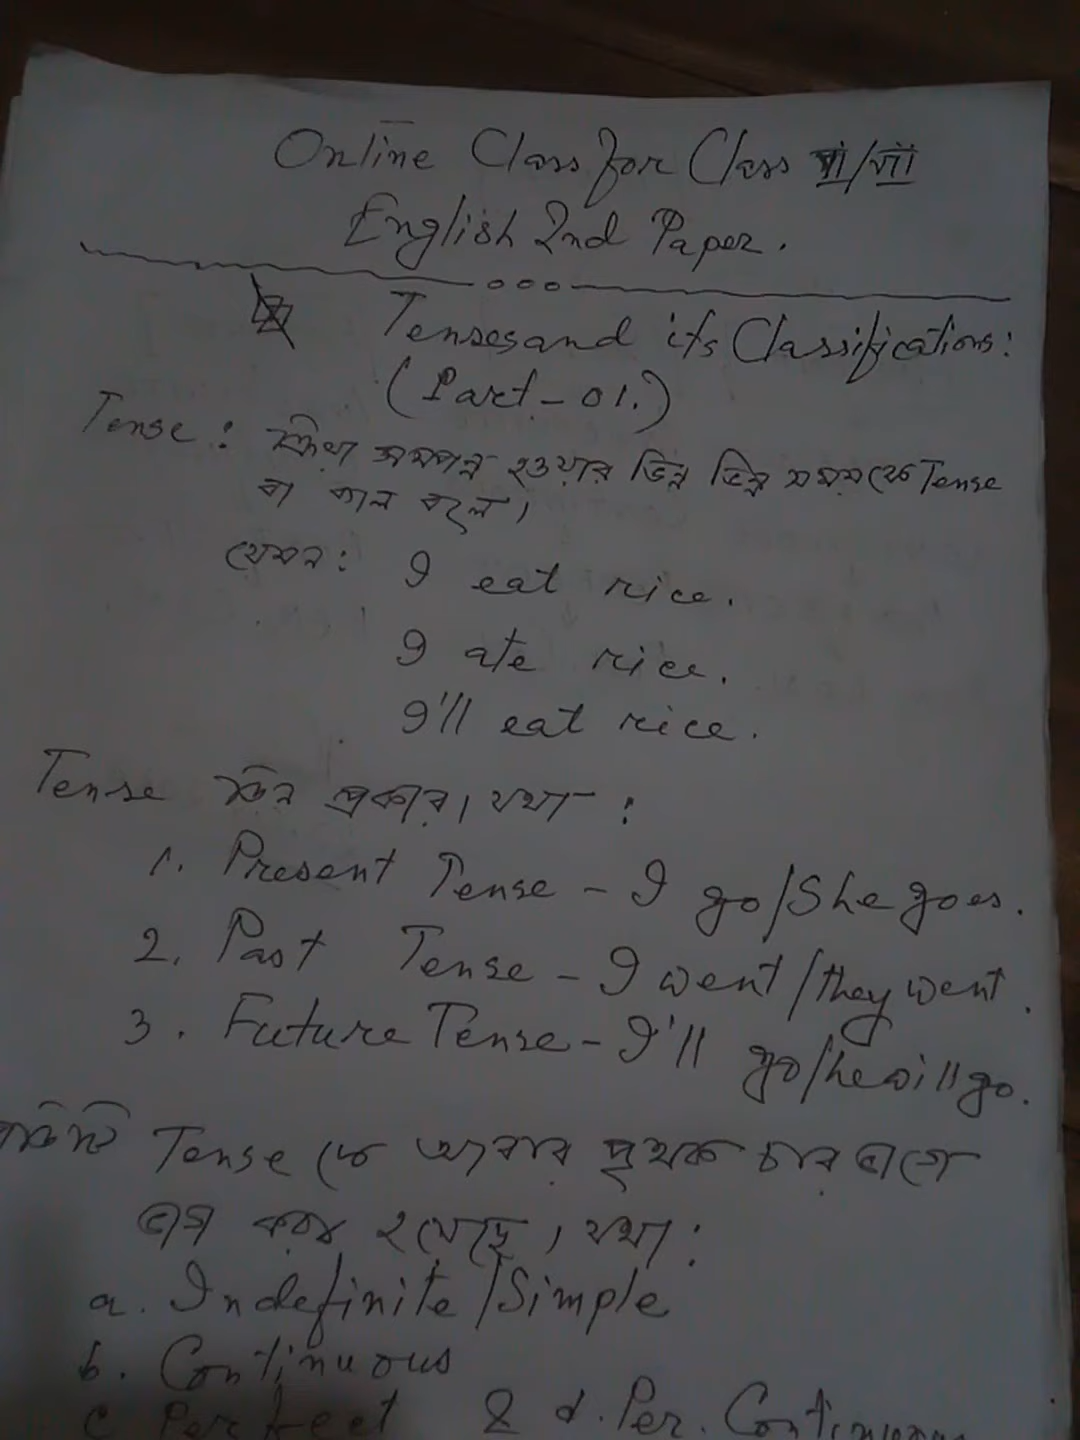 Online Class for Class VI/VII
English 2nd Paper.
Tenses and its Classifications:
(Part-01.)
Tense: ক্রিয়া সম্পন্ন হওয়ার ভিন্ন ভিন্ন সময়কে Tense
বা কাল বলে।
যেমন: I eat rice.
I ate rice.
I'll eat rice.
Tense তিন প্রকার। যথা:
1. Present Tense - I go/She goes.
2. Past Tense - I went/they went.
3. Future Tense - I'll go/he will go.
তিনটি Tense কে আবার পৃথক চার ভাগে
ভাগ করা হয়েছে। যথা:
a. Indefinite/Simple
b. Continuous
c Perfect & d. Per. Continuous